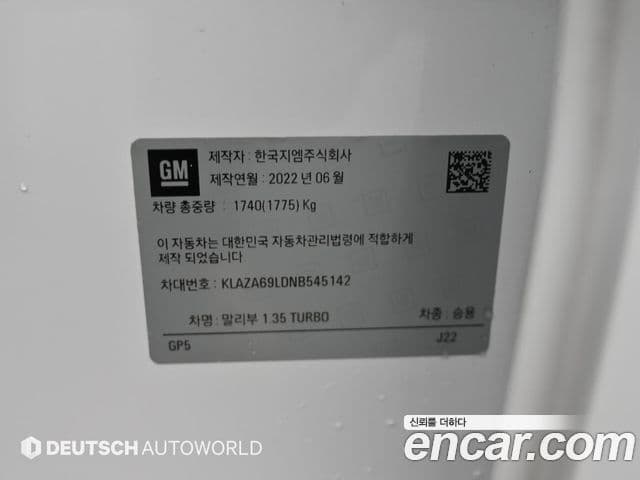 GM 제작자 : 한국지엠주식회사
제작연월 : 2022 년 06 월
차량 총중량 : 1740(1775) Kg
이 자동차는 대한민국 자동차관리법령에 적합하게
제작 되었습니다
차대번호 : KLAZA69LDNB545142
차명 : 말리부 1.35 TURBO 차종 : 승용
GP5 J22
DEUTSCH AUTOWORLD
신뢰를 더하다
encar.com